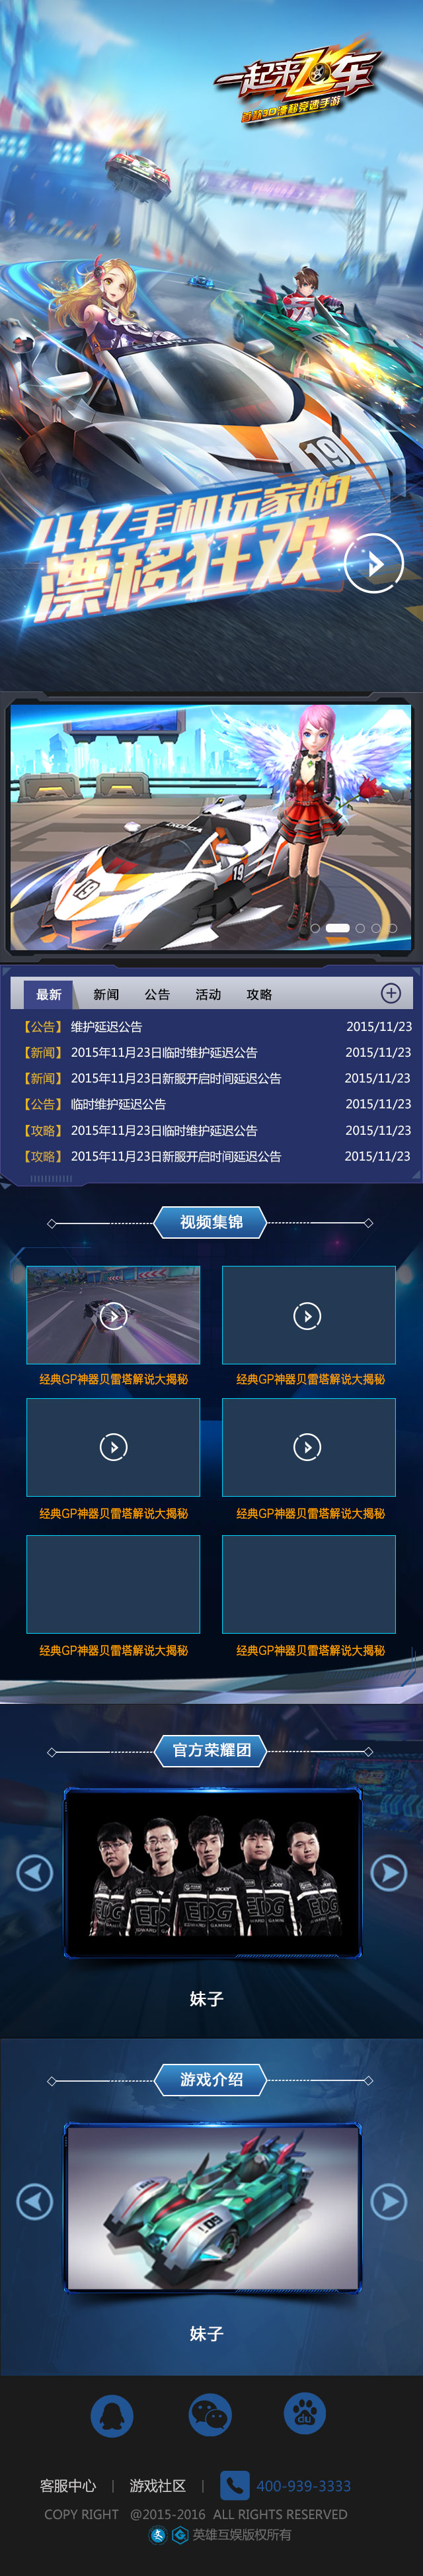 一起来飞车
首款3D漂移竞速手游
19
4亿手机玩家的
漂移狂欢
19
19
最新 新闻 公告 活动 攻略
【公告】 维护延迟公告 2015/11/23
【新闻】 2015年11月23日临时维护延迟公告 2015/11/23
【新闻】 2015年11月23日新服开启时间延迟公告 2015/11/23
【公告】 临时维护延迟公告 2015/11/23
【攻略】 2015年11月23日临时维护延迟公告 2015/11/23
【攻略】 2015年11月23日新服开启时间延迟公告 2015/11/23
视频集锦
经典GP神器贝雷塔解说大揭秘 经典GP神器贝雷塔解说大揭秘
经典GP神器贝雷塔解说大揭秘 经典GP神器贝雷塔解说大揭秘
经典GP神器贝雷塔解说大揭秘 经典GP神器贝雷塔解说大揭秘
官方荣耀团
EDG EDG EDG EDG
妹子
游戏介绍
妹子
du
客服中心 | 游戏社区 | 400-939-3333
COPY RIGHT @2015-2016 ALL RIGHTS RESERVED
英雄互娱版权所有